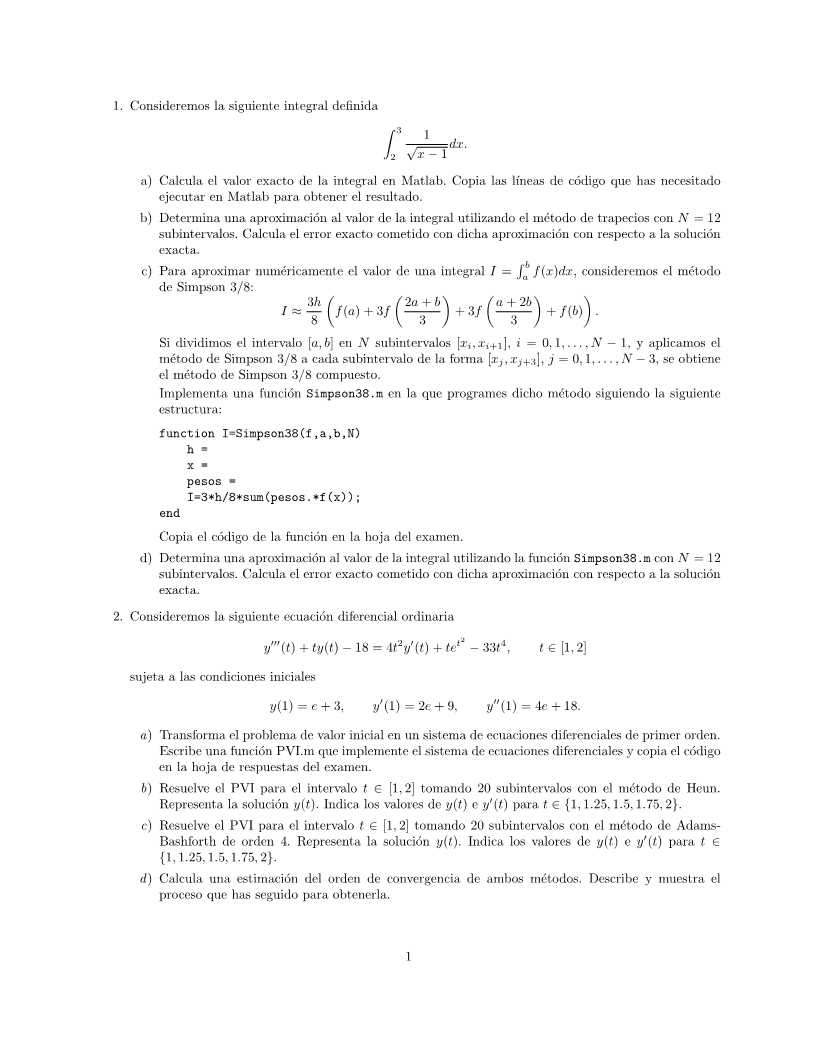 1. Consideremos la siguiente integral definida
∫_2^3 1/√(x − 1) dx.
a) Calcula el valor exacto de la integral en Matlab. Copia las líneas de código que has necesitado
ejecutar en Matlab para obtener el resultado.
b) Determina una aproximación al valor de la integral utilizando el método de trapecios con N = 12
subintervalos. Calcula el error exacto cometido con dicha aproximación con respecto a la solución
exacta.
c) Para aproximar numéricamente el valor de una integral I = ∫_a^b f(x)dx, consideremos el método
de Simpson 3/8:
I ≈ 3h/8 (f(a) + 3f((2a + b)/3) + 3f((a + 2b)/3) + f(b)).
Si dividimos el intervalo [a, b] en N subintervalos [x_i, x_{i+1}], i = 0, 1, . . . , N − 1, y aplicamos el
método de Simpson 3/8 a cada subintervalo de la forma [x_j, x_{j+3}], j = 0, 1, . . . , N − 3, se obtiene
el método de Simpson 3/8 compuesto.
Implementa una función Simpson38.m en la que programes dicho método siguiendo la siguiente
estructura:
function I=Simpson38(f,a,b,N)
h =
x =
pesos =
I=3*h/8*sum(pesos.*f(x));
end
Copia el código de la función en la hoja del examen.
d) Determina una aproximación al valor de la integral utilizando la función Simpson38.m con N = 12
subintervalos. Calcula el error exacto cometido con dicha aproximación con respecto a la solución
exacta.
2. Consideremos la siguiente ecuación diferencial ordinaria
y′′′(t) + ty(t) − 18 = 4t²y′(t) + te^{t²} − 33t⁴, t ∈ [1, 2]
sujeta a las condiciones iniciales
y(1) = e + 3, y′(1) = 2e + 9, y′′(1) = 4e + 18.
a) Transforma el problema de valor inicial en un sistema de ecuaciones diferenciales de primer orden.
Escribe una función PVI.m que implemente el sistema de ecuaciones diferenciales y copia el código
en la hoja de respuestas del examen.
b) Resuelve el PVI para el intervalo t ∈ [1, 2] tomando 20 subintervalos con el método de Heun.
Representa la solución y(t). Indica los valores de y(t) e y′(t) para t ∈ {1, 1.25, 1.5, 1.75, 2}.
c) Resuelve el PVI para el intervalo t ∈ [1, 2] tomando 20 subintervalos con el método de Adams-
Bashforth de orden 4. Representa la solución y(t). Indica los valores de y(t) e y′(t) para t ∈
{1, 1.25, 1.5, 1.75, 2}.
d) Calcula una estimación del orden de convergencia de ambos métodos. Describe y muestra el
proceso que has seguido para obtenerla.
1